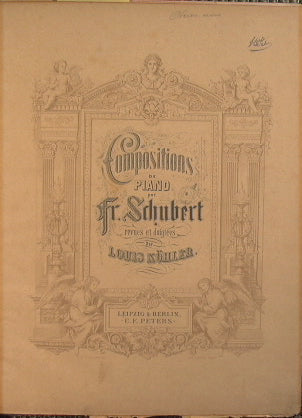 Compositions
DE
PIANO
par
Fr. Schubert
revues et doigtées
PAR
LOUIS KÖHLER.
LEIPZIG & BERLIN,
C. F. PETERS.